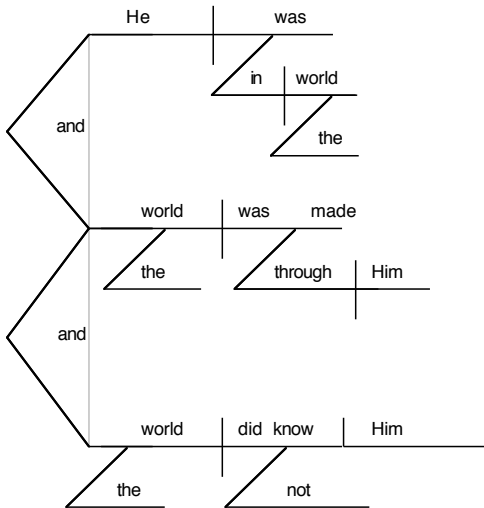 He was
in world
the
and
world was made
the through Him
and
world did know Him
the not